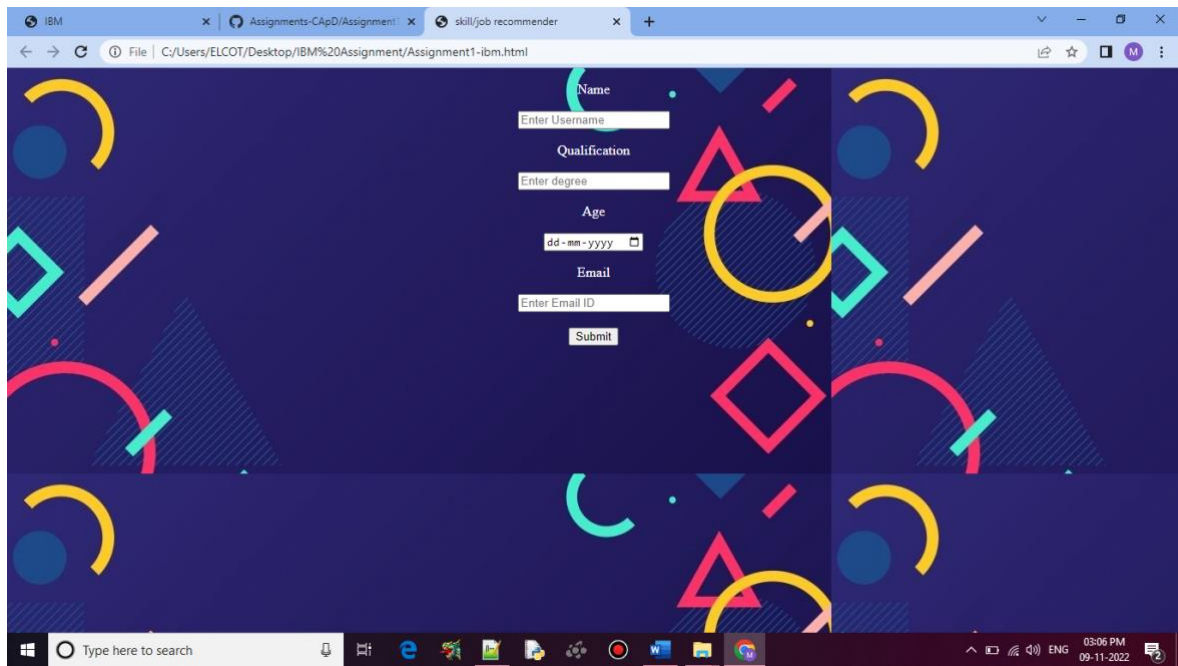 IBM
Assignments-CApD/Assignment1
skill/job recommender
File C:/Users/ELCOT/Desktop/IBM%20Assignment/Assignment1-ibm.html
M
Name
Enter Username
Qualification
Enter degree
Age
dd-mm-yyyy
Email
Enter Email ID
Submit
Type here to search
ENG
03:06 PM
09-11-2022
2